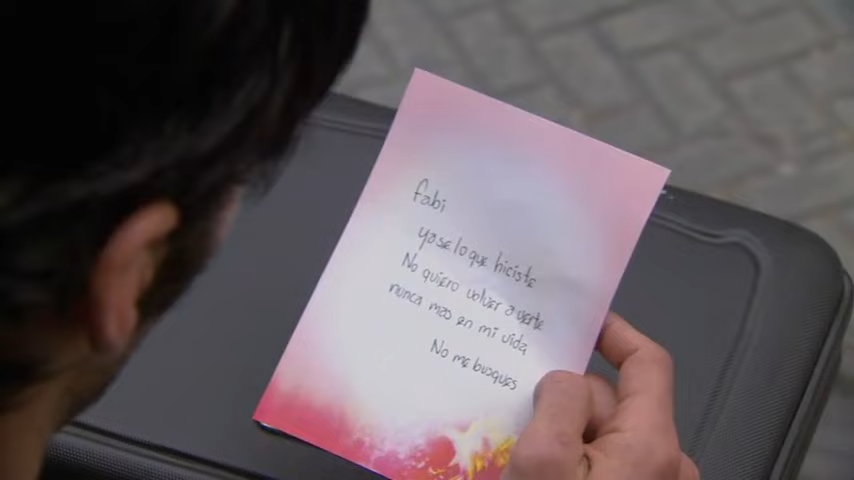 fabi
ya se lo que hiciste
No quiero volver a verte
nunca mas en mi vida
No me busques